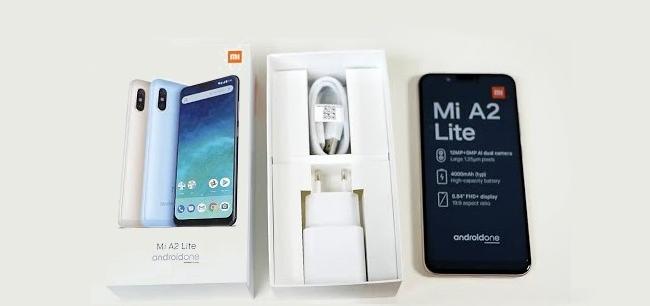 mi
Mi A2 Lite
androidone
mi
Mi A2
Lite
12MP+5MP AI dual camera
Large 1.25μm pixels
4000mAh (typ)
High-capacity battery
5.84" FHD+ display
19:9 aspect ratio
androidone